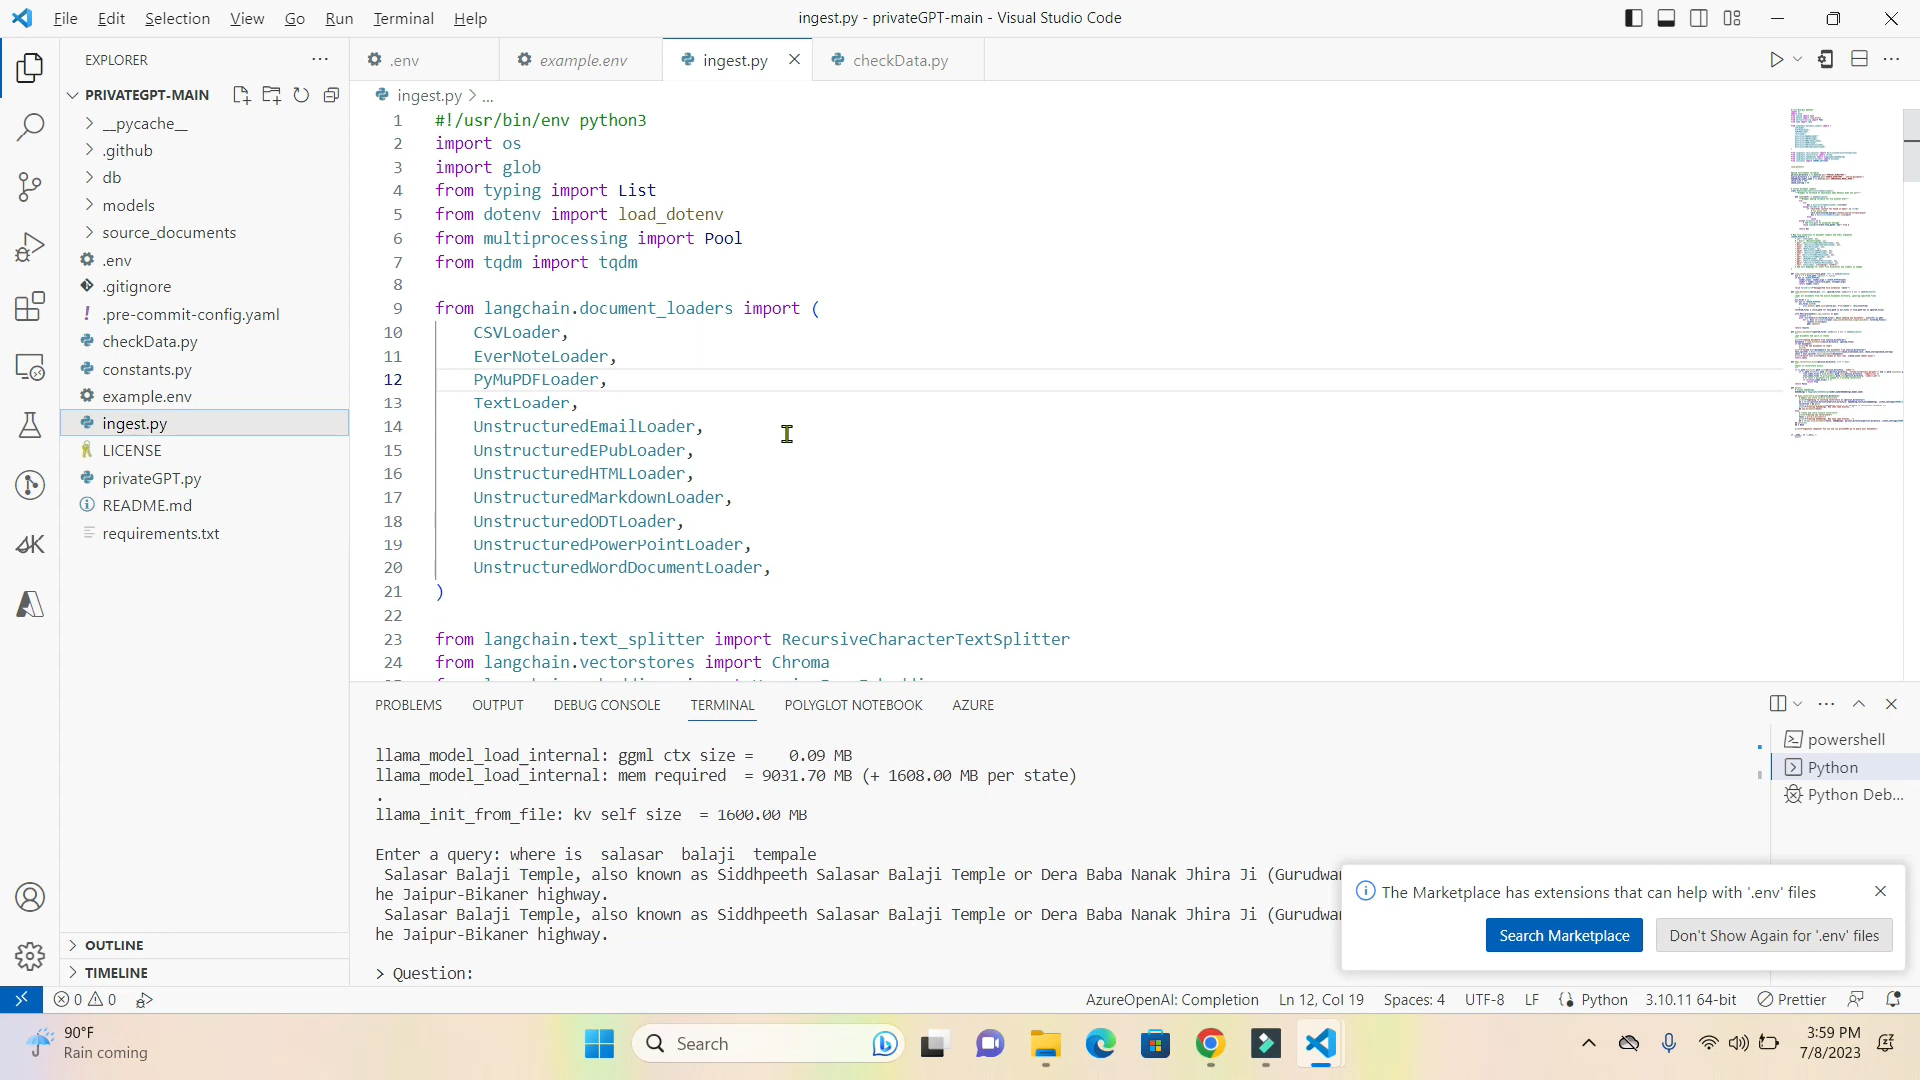 File Edit Selection View Go Run Terminal Help
ingest.py - privateGPT-main - Visual Studio Code
EXPLORER
PRIVATEGPT-MAIN
__pycache__
.github
db
models
source_documents
.env
.gitignore
.pre-commit-config.yaml
checkData.py
constants.py
example.env
ingest.py
LICENSE
privateGPT.py
README.md
requirements.txt
OUTLINE
TIMELINE
.env example.env ingest.py checkData.py
ingest.py > ...
1 #!/usr/bin/env python3
2 import os
3 import glob
4 from typing import List
5 from dotenv import load_dotenv
6 from multiprocessing import Pool
7 from tqdm import tqdm
8
9 from langchain.document_loaders import (
10 CSVLoader,
11 EverNoteLoader,
12 PyMuPDFLoader,
13 TextLoader,
14 UnstructuredEmailLoader,
15 UnstructuredEPubLoader,
16 UnstructuredHTMLLoader,
17 UnstructuredMarkdownLoader,
18 UnstructuredODTLoader,
19 UnstructuredPowerPointLoader,
20 UnstructuredWordDocumentLoader,
21 )
22
23 from langchain.text_splitter import RecursiveCharacterTextSplitter
24 from langchain.vectorstores import Chroma
PROBLEMS OUTPUT DEBUG CONSOLE TERMINAL POLYGLOT NOTEBOOK AZURE
llama_model_load_internal: ggml ctx size = 0.09 MB
llama_model_load_internal: mem required = 9031.70 MB (+ 1608.00 MB per state)
.
llama_init_from_file: kv self size = 1600.00 MB
Enter a query: where is salasar balaji tempale
Salasar Balaji Temple, also known as Siddhpeeth Salasar Balaji Temple or Dera Baba Nanak Jhira Ji (Gurudwa
he Jaipur-Bikaner highway.
Salasar Balaji Temple, also known as Siddhpeeth Salasar Balaji Temple or Dera Baba Nanak Jhira Ji (Gurudwa
he Jaipur-Bikaner highway.
> Question:
powershell
Python
Python Deb...
The Marketplace has extensions that can help with '.env' files
Search Marketplace
Don't Show Again for '.env' files
0 0
AzureOpenAI: Completion Ln 12, Col 19 Spaces: 4 UTF-8 LF Python 3.10.11 64-bit Prettier
90°F
Rain coming
Search
3:59 PM
7/8/2023